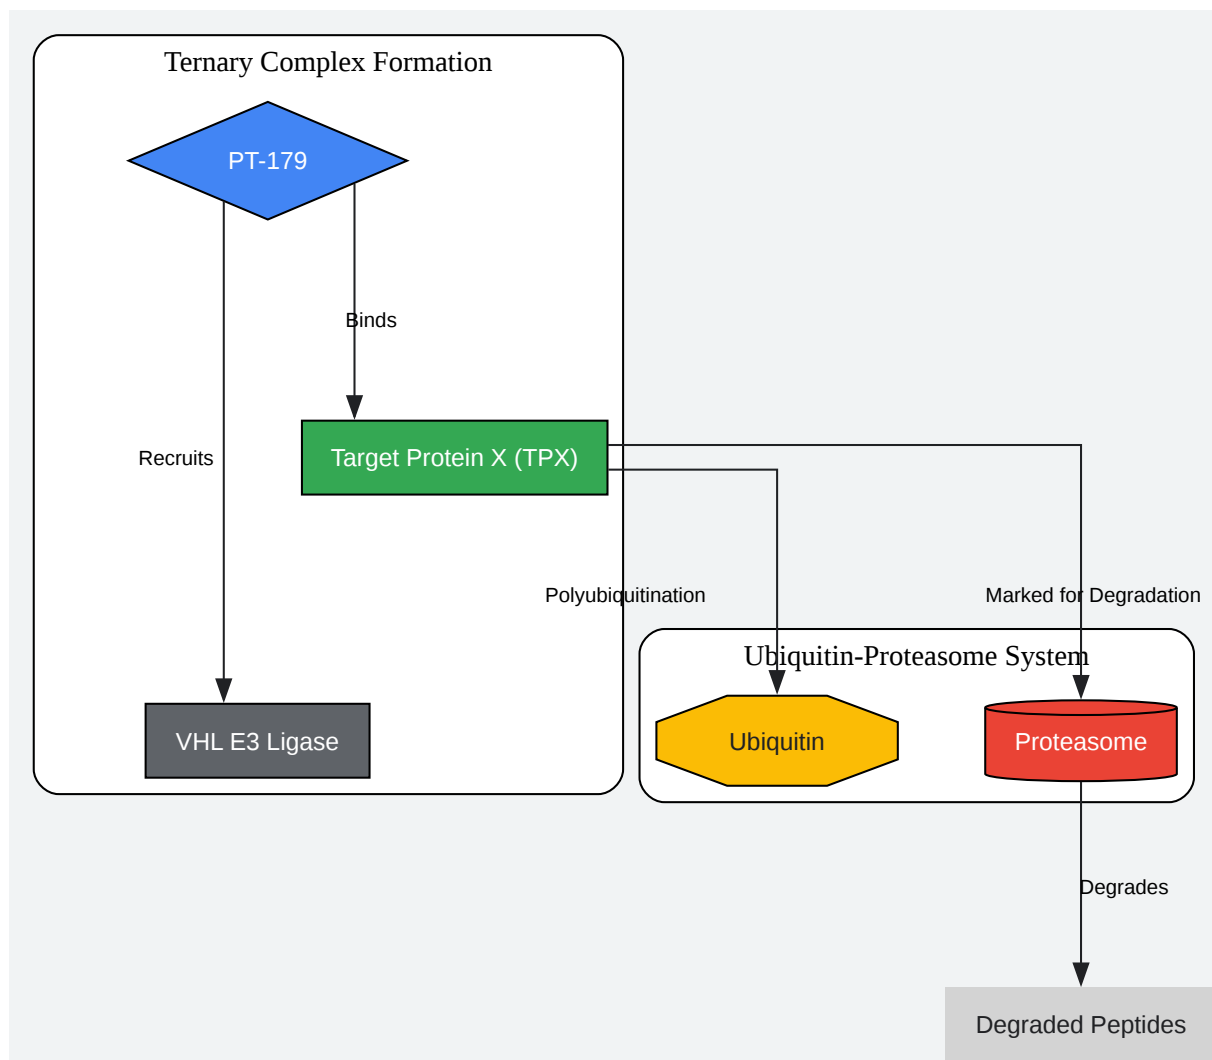 Ternary Complex Formation
PT-179
Binds
Recruits
Target Protein X (TPX)
Polyubiquitination
Marked for Degradation
Ubiquitin-Proteasome System
VHL E3 Ligase
Ubiquitin
Proteasome
Degrades
Degraded Peptides